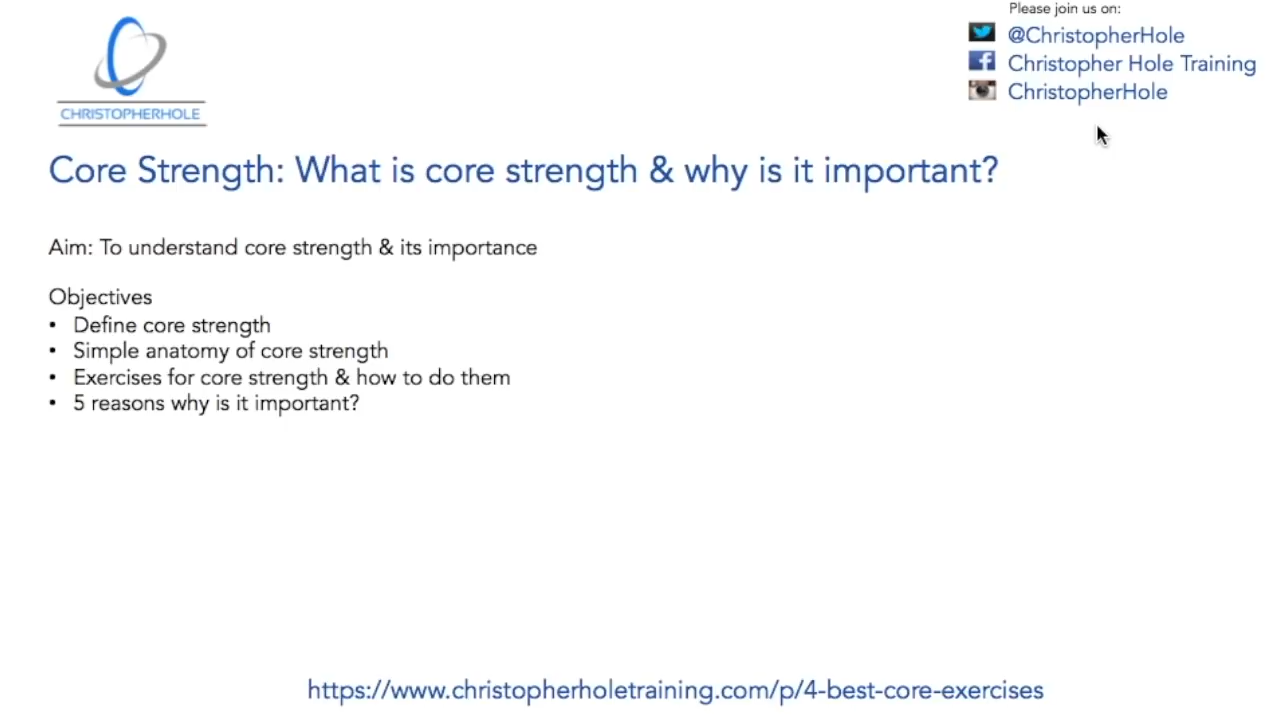 CHRISTOPHERHOLE
Please join us on:
@ChristopherHole
Christopher Hole Training
ChristopherHole
Core Strength: What is core strength & why is it important?
Aim: To understand core strength & its importance
Objectives
• Define core strength
• Simple anatomy of core strength
• Exercises for core strength & how to do them
• 5 reasons why is it important?
https://www.christopherholetraining.com/p/4-best-core-exercises